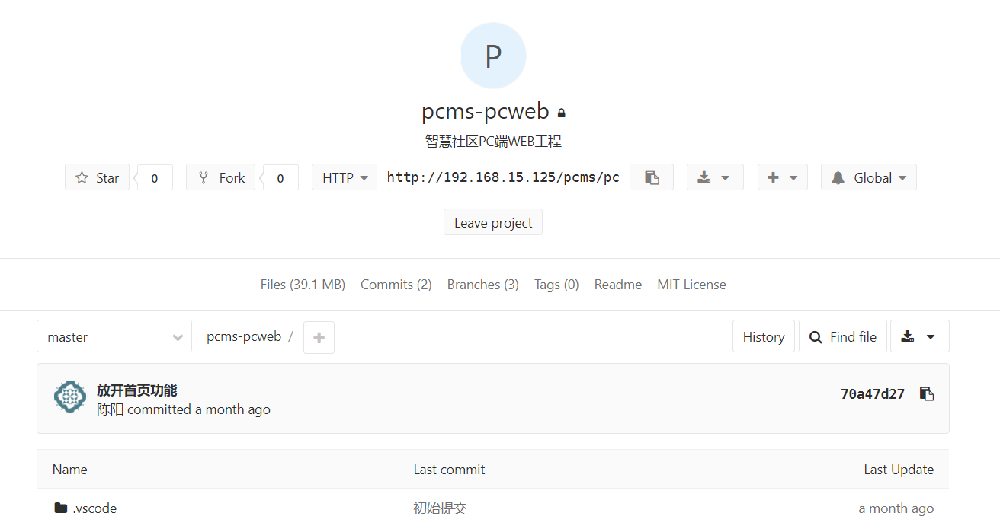 P
pcms-pcweb
智慧社区PC端WEB工程
Star 0 Fork 0 HTTP http://192.168.15.125/pcms/pc Global
Leave project
Files (39.1 MB) Commits (2) Branches (3) Tags (0) Readme MIT License
master pcms-pcweb / + History Find file
放开首页功能
陈阳 committed a month ago
70a47d27
Name Last commit Last Update
.vscode 初始提交 a month ago